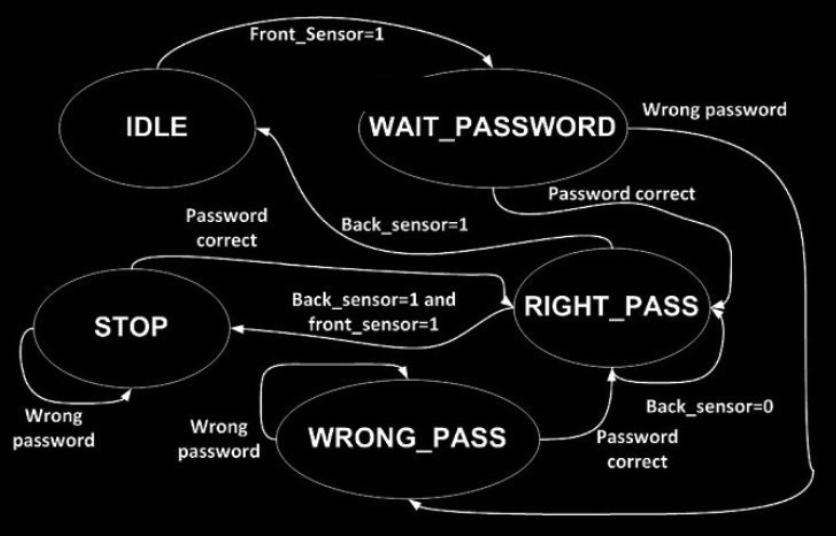 Front_Sensor=1
IDLE
WAIT_PASSWORD
Wrong password
Password correct
Password
correct
Back_sensor=1
STOP
Back_sensor=1 and
front_sensor=1
RIGHT_PASS
Wrong
password
Wrong
password
WRONG_PASS
Back_sensor=0
Password
correct